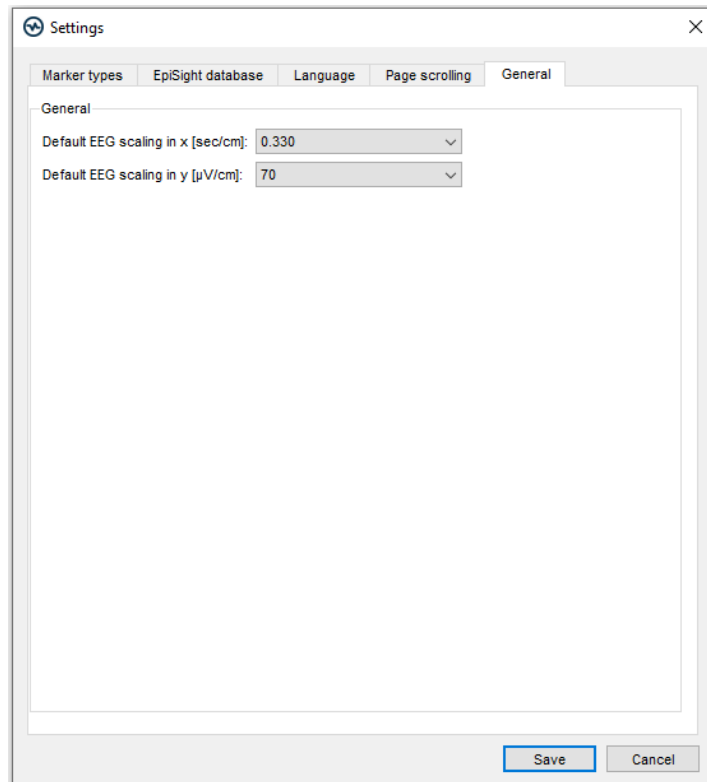 Settings
Marker types EpiSight database Language Page scrolling General
General
Default EEG scaling in x [sec/cm]: 0.330
Default EEG scaling in y [µV/cm]: 70
Save Cancel